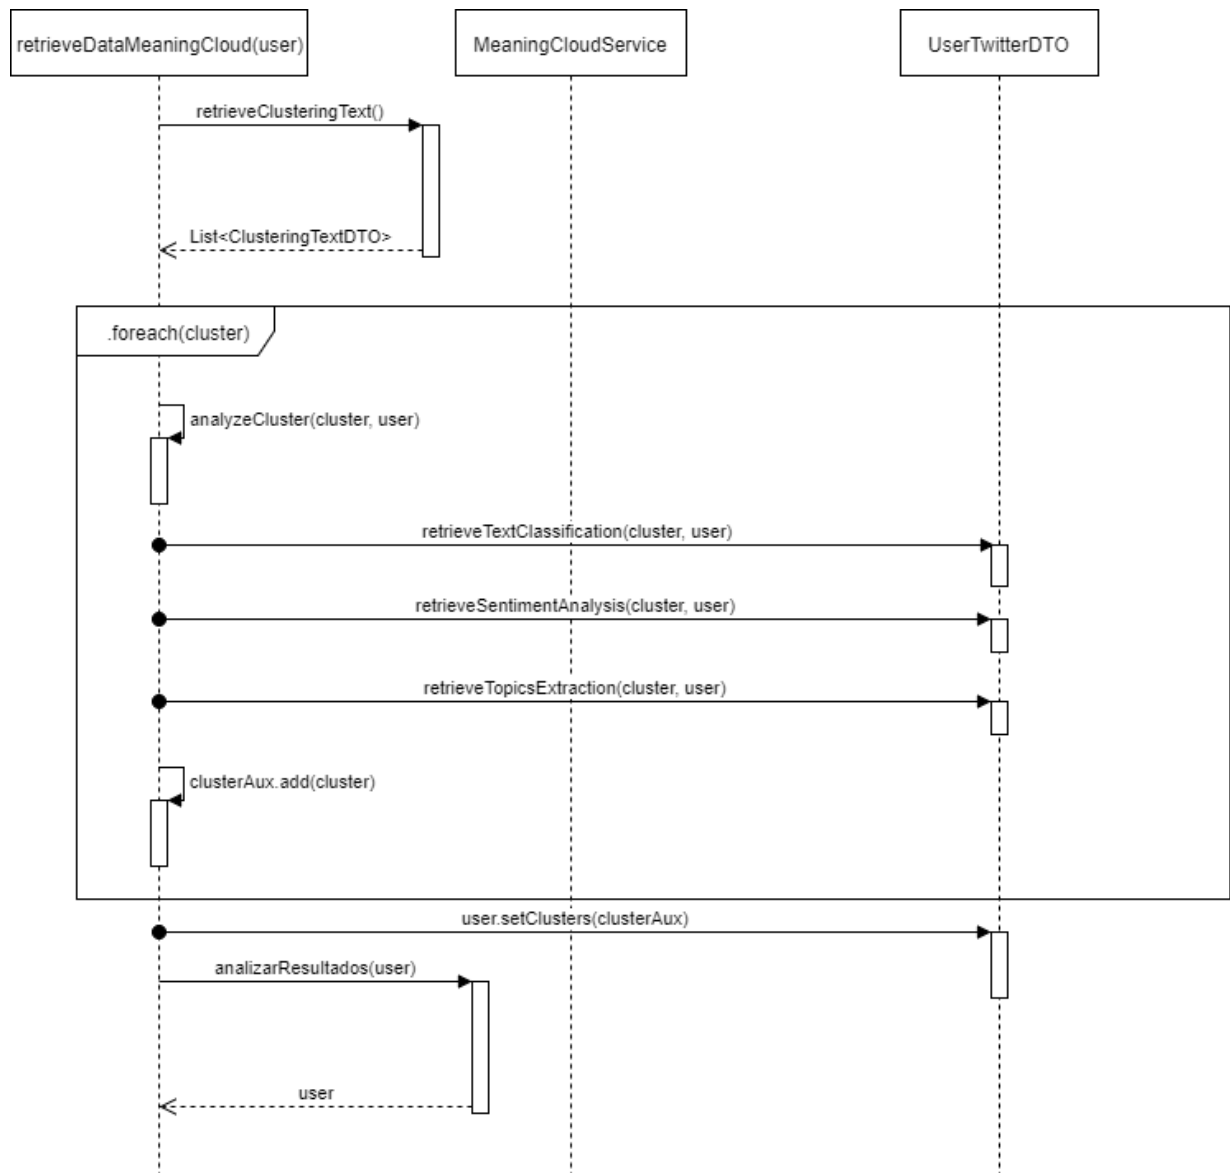 retrieveDataMeaningCloud(user)
MeaningCloudService
UserTwitterDTO
retrieveClusteringText()
List<ClusteringTextDTO>
.foreach(cluster)
analyzeCluster(cluster, user)
retrieveTextClassification(cluster, user)
retrieveSentimentAnalysis(cluster, user)
retrieveTopicsExtraction(cluster, user)
clusterAux.add(cluster)
user.setClusters(clusterAux)
analizarResultados(user)
user